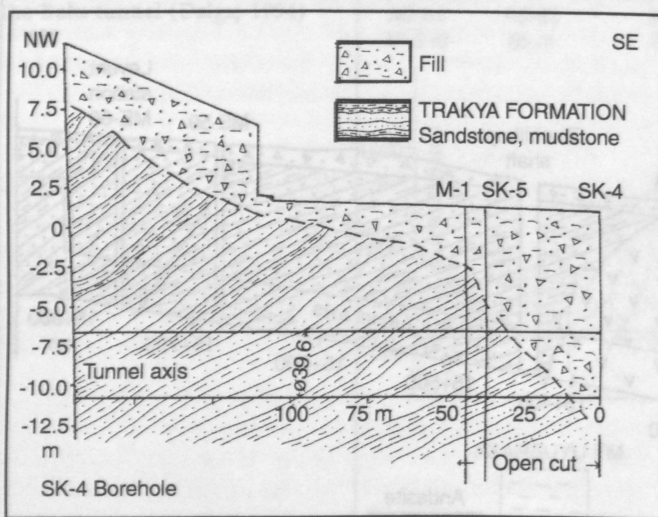 NW
SE
10.0
7.5
5.0
2.5
0
-2.5
-5.0
-7.5
-10.0
-12.5
m
Fill
TRAKYA FORMATION
Sandstone, mudstone
M-1 SK-5 SK-4
Tunnel axis
ø39.6
100 75 m 50 25 0
Open cut
SK-4 Borehole